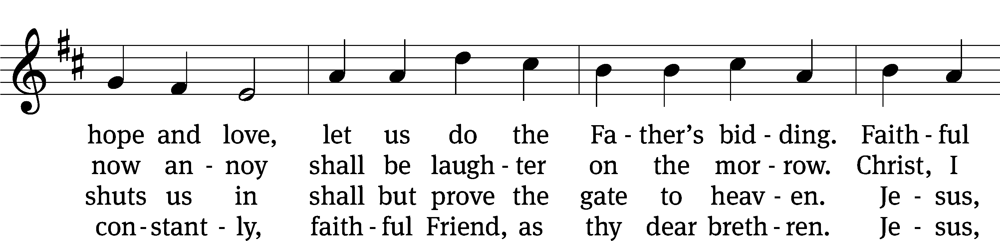 hope and love, let us do the Fa - ther’s bid - ding. Faith - ful
now an - noy shall be laugh - ter on the mor - row. Christ, I
shuts us in shall but prove the gate to heav - en. Je - sus,
con - stant - ly, faith - ful Friend, as thy dear breth - ren. Je - sus,